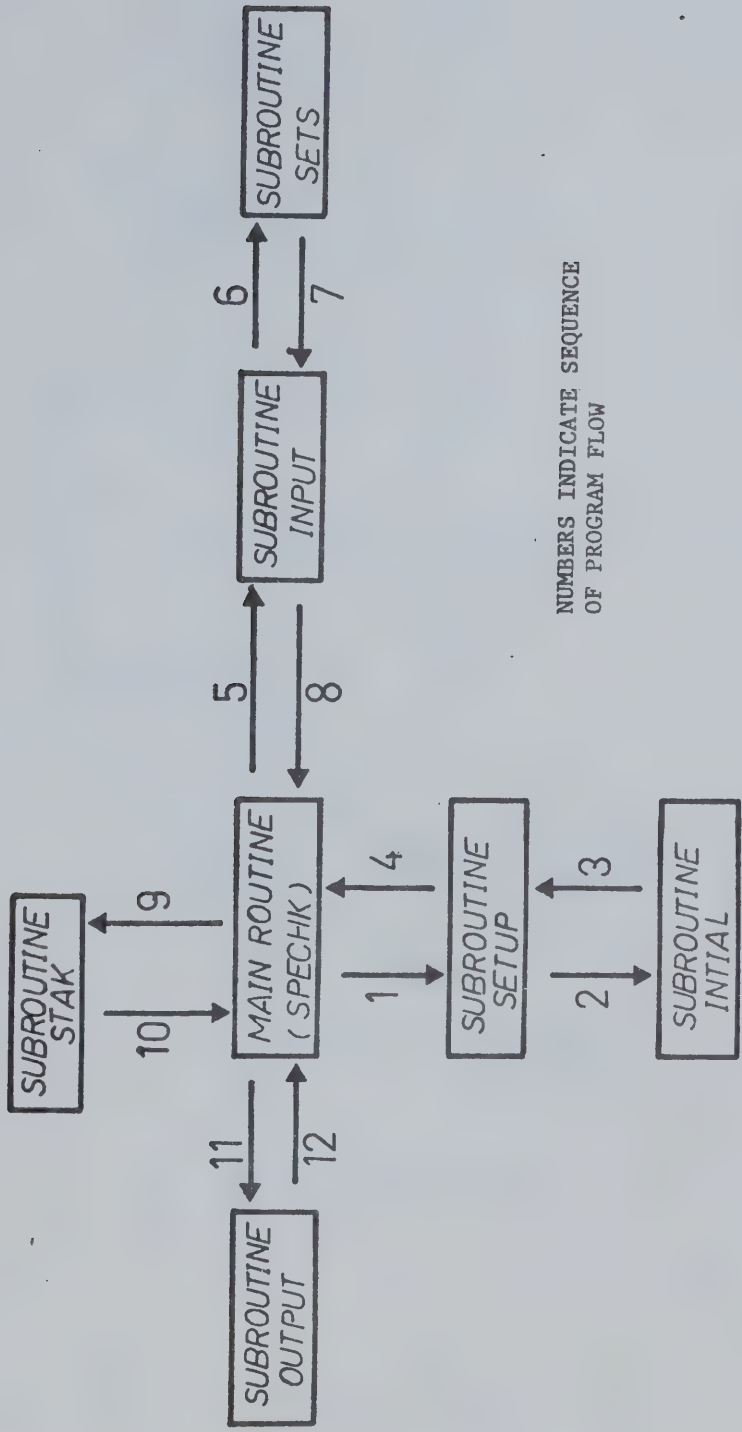 SUBROUTINE
STAK
10
9
SUBROUTINE
OUTPUT
11
12
MAIN ROUTINE
(SPECHK)
5
8
SUBROUTINE
INPUT
6
7
SUBROUTINE
SETS
1
4
SUBROUTINE
SETUP
2
3
SUBROUTINE
INTIAL
NUMBERS INDICATE SEQUENCE
OF PROGRAM FLOW